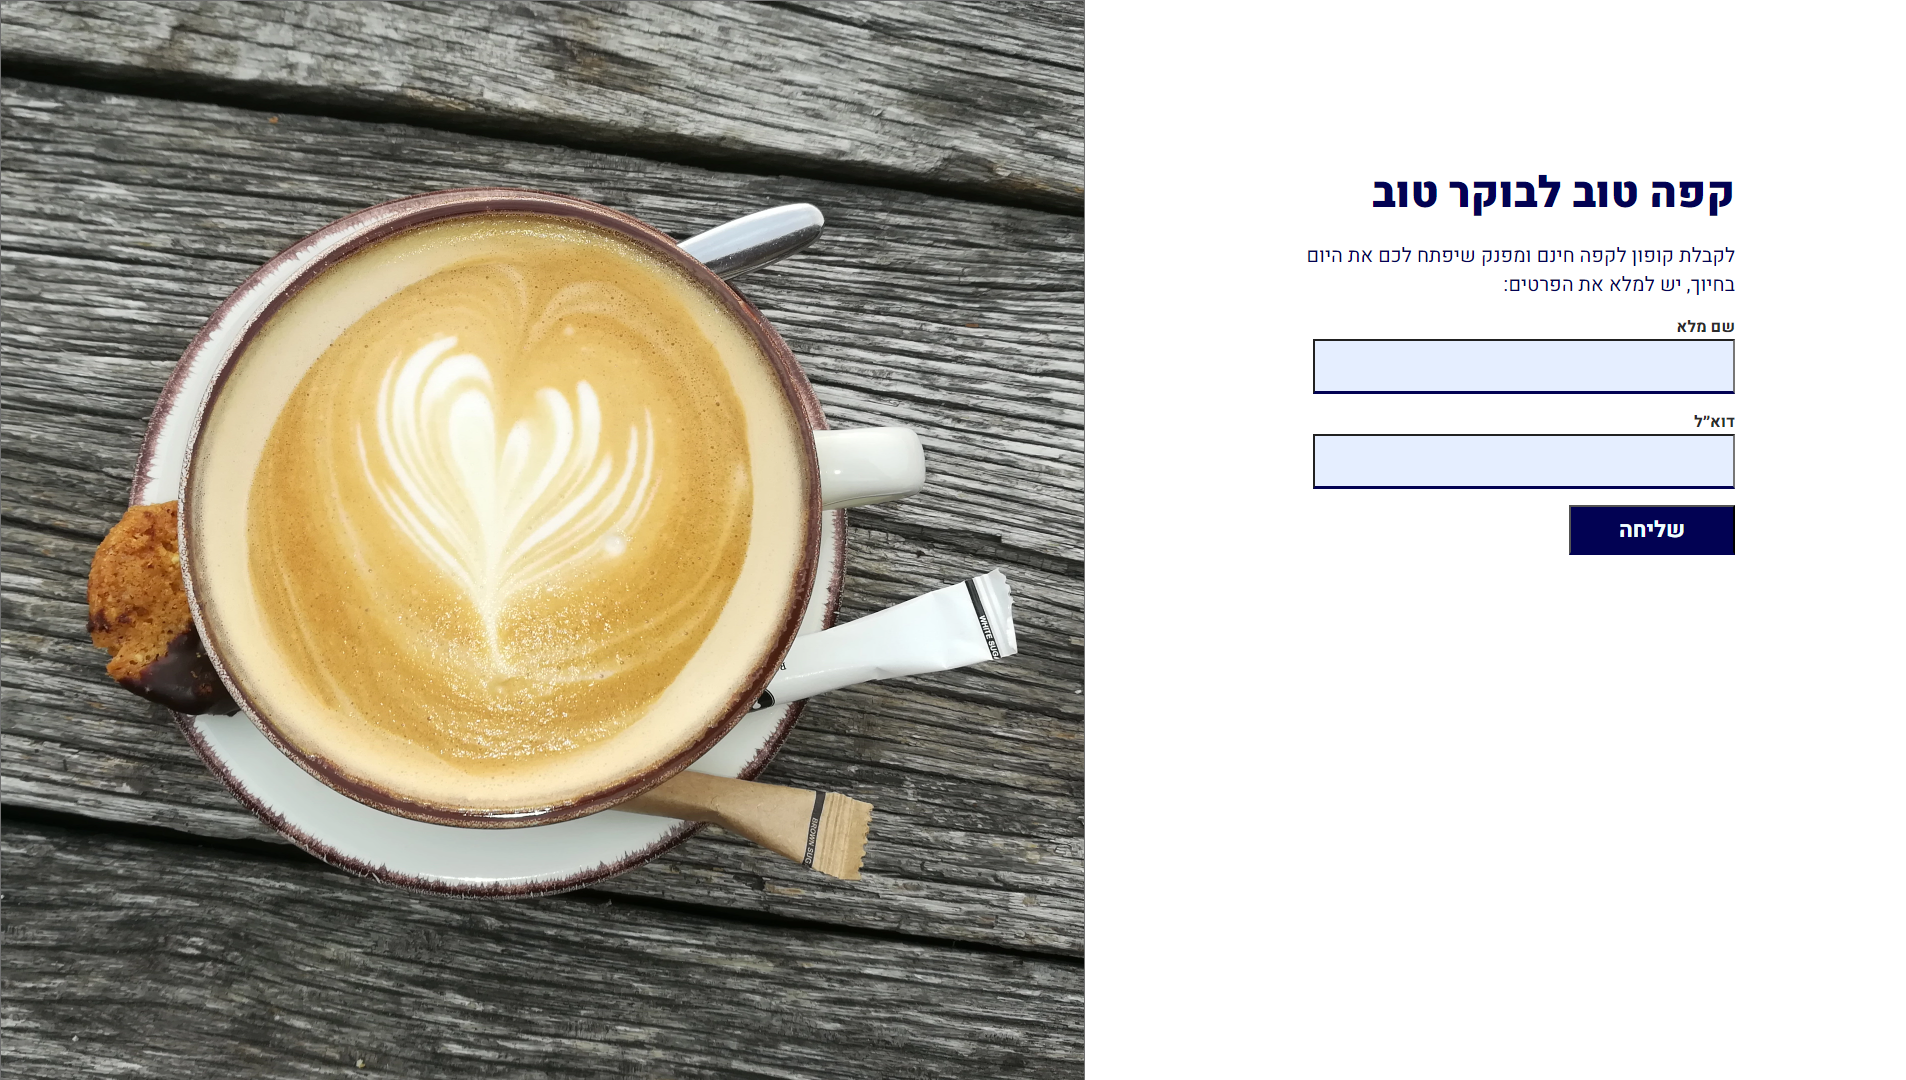 קפה טוב לבוקר טוב
לקבלת קופון לקפה חינם ומפנק שיפתח לכם את היום
בחיוך, יש למלא את הפרטים:
שם מלא
דוא״ל
שליחה
WHITE SUGA
BROWN SUG